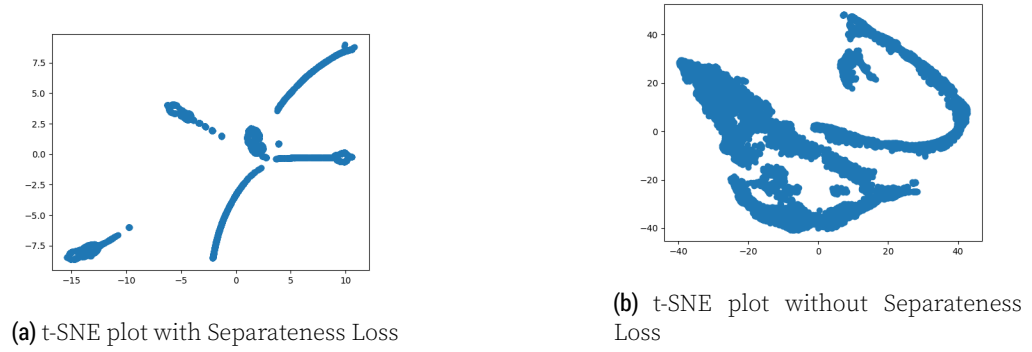 7.5
5.0
2.5
0.0
−2.5
−5.0
−7.5
−15 −10 −5 0 5 10
(a) t-SNE plot with Separateness Loss
40
20
0
−20
−40
−40 −20 0 20 40
(b) t-SNE plot without Separateness
Loss